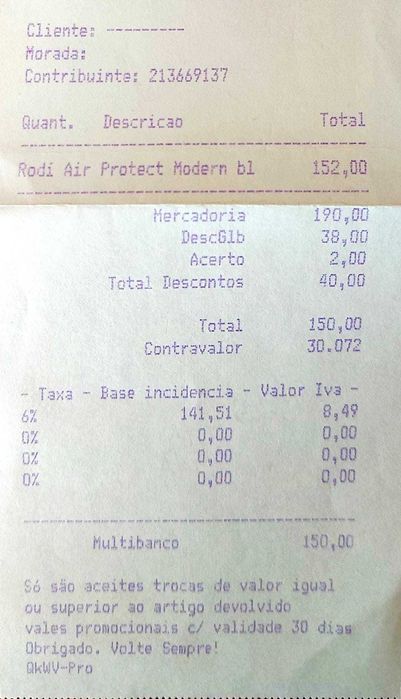 Cliente: ---------
Morada:
Contribuinte: 213669137
Quant. Descricao Total
Rodi Air Protect Modern bl 152,00
Mercadoria 190,00
DescGlb 38,00
Acerto 2,00
Total Descontos 40,00
Total 150,00
Contravalor 30.072
- Taxa - Base incidencia - Valor Iva -
6% 141,51 8,49
0% 0,00 0,00
0% 0,00 0,00
0% 0,00 0,00
Multibanco 150,00
Só são aceites trocas de valor igual
ou superior ao artigo devolvido
vales promocionais c/ validade 30 dias
Obrigado. Volte Sempre!
QkWV-Pro